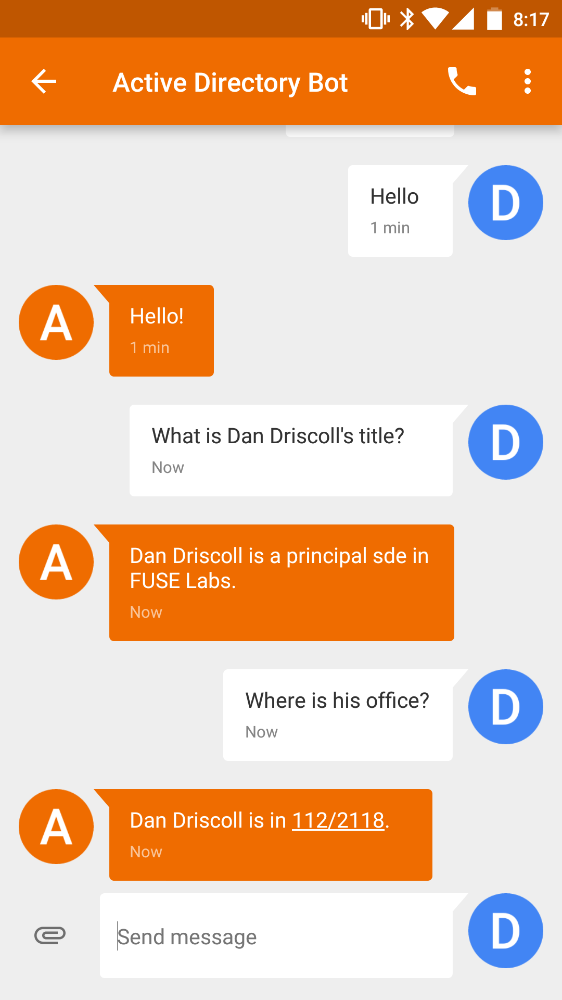 8:17
Active Directory Bot
Hello
1 min
D
A
Hello!
1 min
What is Dan Driscoll's title?
Now
D
A
Dan Driscoll is a principal sde in
FUSE Labs.
Now
Where is his office?
Now
D
A
Dan Driscoll is in 112/2118.
Now
Send message
D